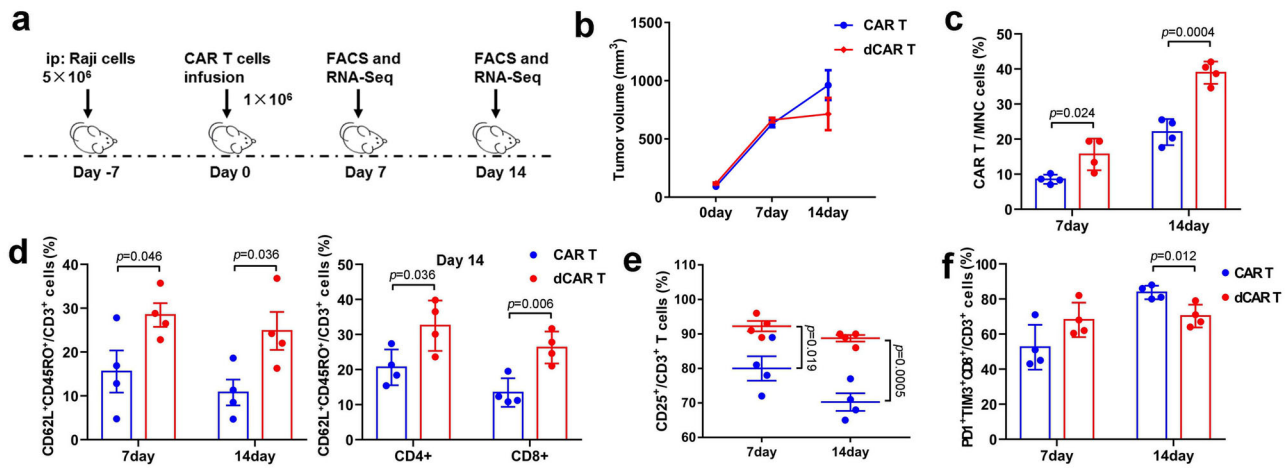 a
ip: Raji cells
5×10⁶
CAR T cells
infusion
1×10⁶
FACS and
RNA-Seq
FACS and
RNA-Seq
Day -7
Day 0
Day 7
Day 14
b
Tumor volume (mm³)
1500
1000
500
0
0day
7day
14day
CAR T
dCAR T
c
CAR T /MNC cells (%)
50
40
30
20
10
0
p=0.024
p=0.0004
7day
14day
d
CD62L⁺CD45RO⁺/CD3⁺ cells (%)
40
30
20
10
0
p=0.046
p=0.036
7day
14day
CD62L⁺CD45RO⁺/CD3⁺ cells (%)
50
40
30
20
10
0
Day 14
p=0.036
p=0.006
CD4+
CD8+
CAR T
dCAR T
e
CD25⁺/CD3⁺ T cells (%)
110
100
90
80
70
60
p=0.019
p=0.0005
7day
14day
f
PD1⁺TIM3⁺CD8⁺/CD3⁺ cells (%)
100
80
60
40
20
0
p=0.012
7day
14day
CAR T
dCAR T